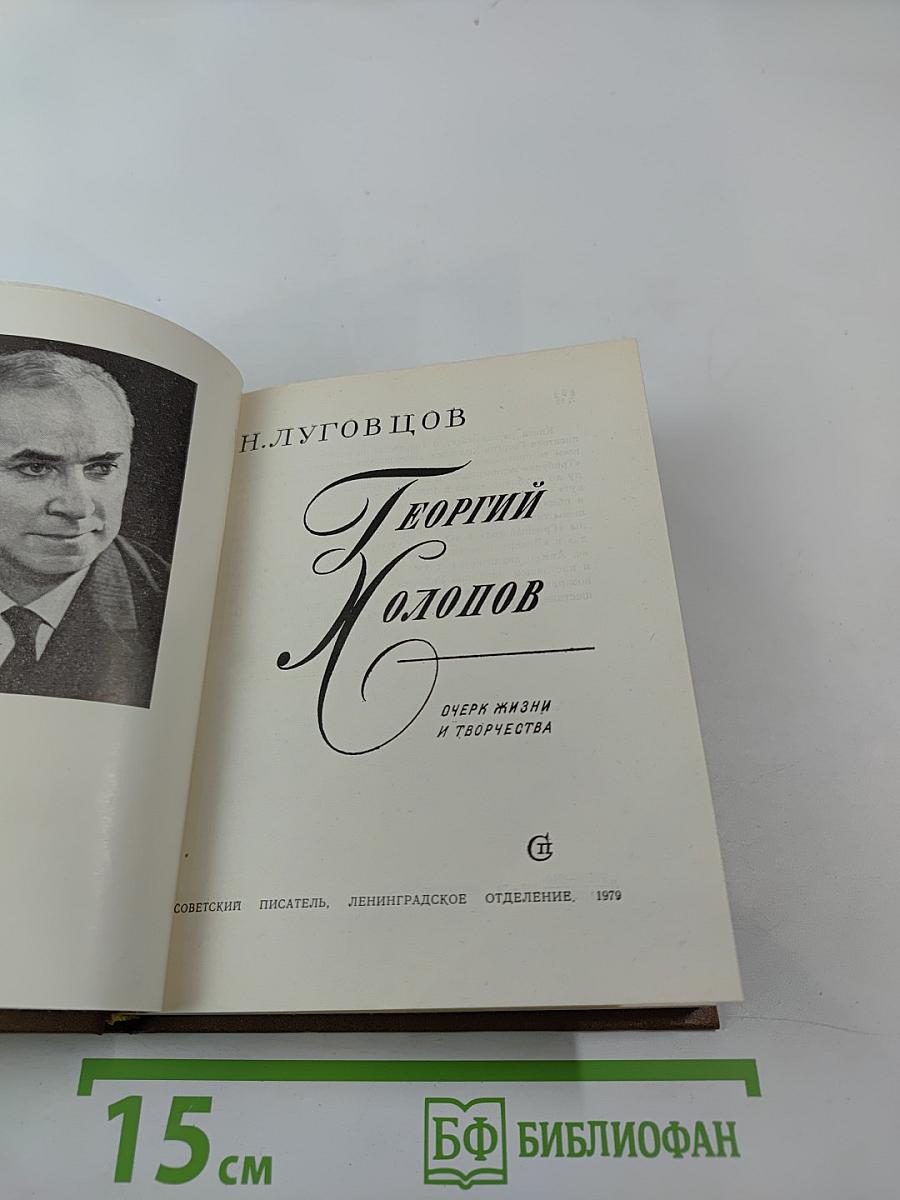 Н. ЛУГОВЦОВ
ГЕОРГИЙ
ХОЛОПОВ
ОЧЕРК ЖИЗНИ
И ТВОРЧЕСТВА
СП
СОВЕТСКИЙ ПИСАТЕЛЬ, ЛЕНИНГРАДСКОЕ ОТДЕЛЕНИЕ, 1979
15 см
БФ БИБЛИОФАН